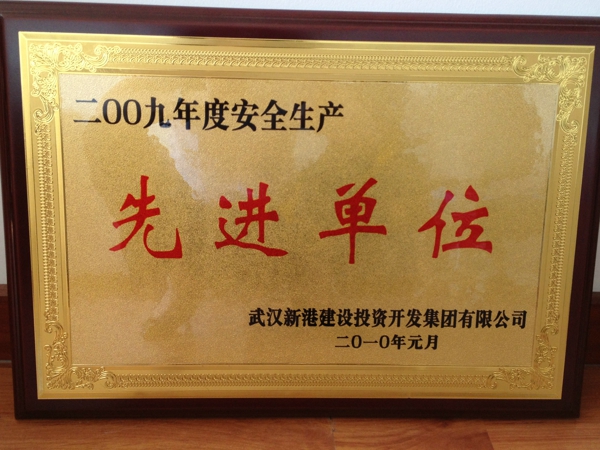 二00九年度安全生产
先进单位
武汉新港建设投资开发集团有限公司
二0一0年元月